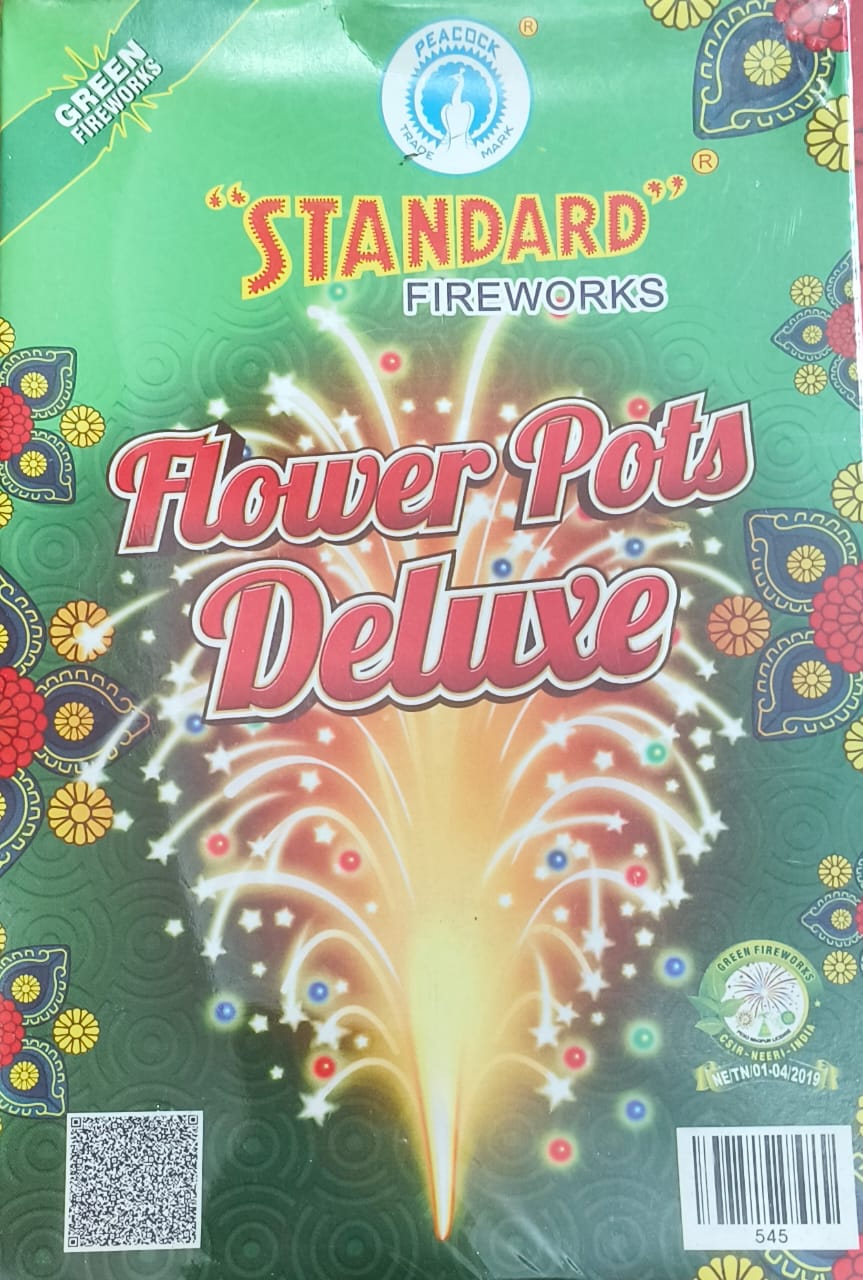 GREEN
FIREWORKS
PEACOCK
®
TRADE MARK
"STANDARD"
®
FIREWORKS
Flower Pots
Deluxe
GREEN FIREWORKS
CSIR-NEERI-INDIA
NE/TN/01-04/2019
545